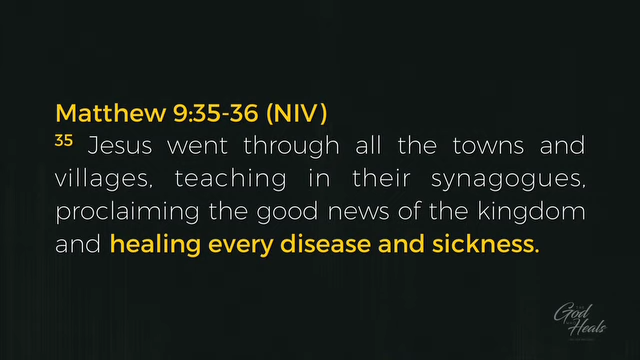 Matthew 9:35-36 (NIV)
35 Jesus went through all the towns and
villages, teaching in their synagogues,
proclaiming the good news of the kingdom
and healing every disease and sickness.
God
Heals